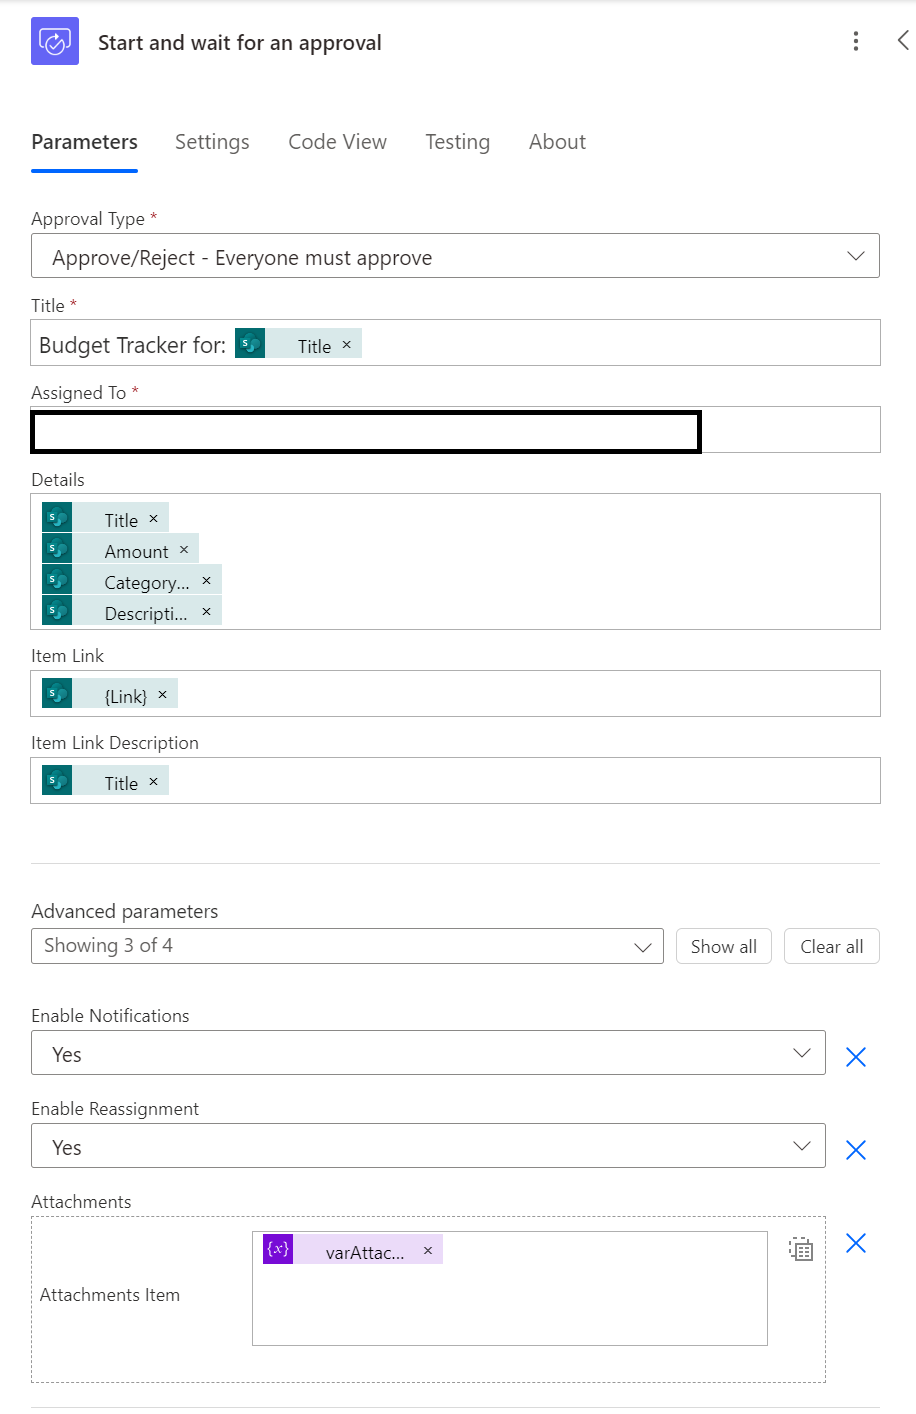 Start and wait for an approval
Parameters Settings Code View Testing About
Approval Type *
Approve/Reject - Everyone must approve
Title *
Budget Tracker for: S Title ×
Assigned To *
Details
S Title ×
S Amount ×
S Category... ×
S Descripti... ×
Item Link
S {Link} ×
Item Link Description
S Title ×
Advanced parameters
Showing 3 of 4 Show all Clear all
Enable Notifications
Yes
Enable Reassignment
Yes
Attachments
Attachments Item {x} varAttac... ×